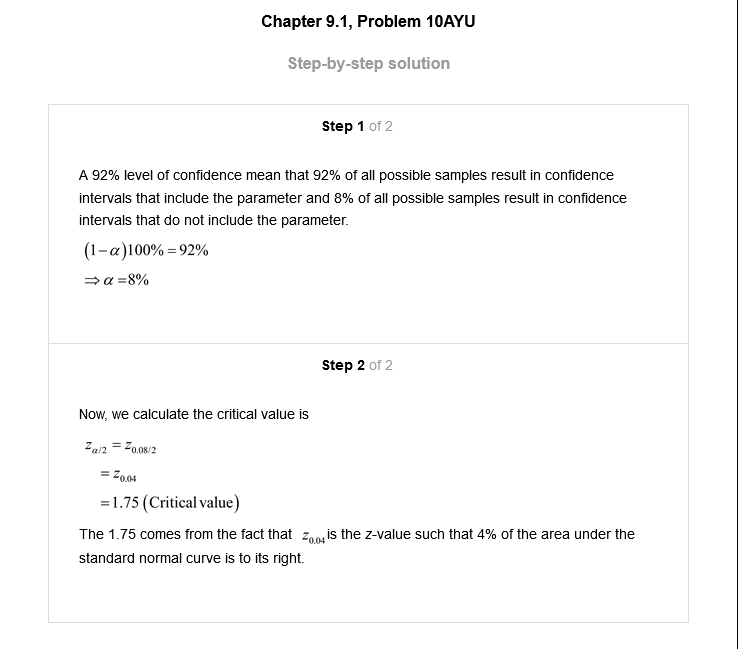 Chapter 9.1, Problem 10AYU
Step-by-step solution
Step 1 of 2
A 92% level of confidence mean that 92% of all possible samples result in confidence
intervals that include the parameter and 8% of all possible samples result in confidence
intervals that do not include the parameter.
(1−α)100% = 92%
⇒ α =8%
Step 2 of 2
Now, we calculate the critical value is
z_{α/2} = z_{0.08/2}
= z_{0.04}
=1.75 (Critical value)
The 1.75 comes from the fact that z_{0.04} is the z-value such that 4% of the area under the
standard normal curve is to its right.